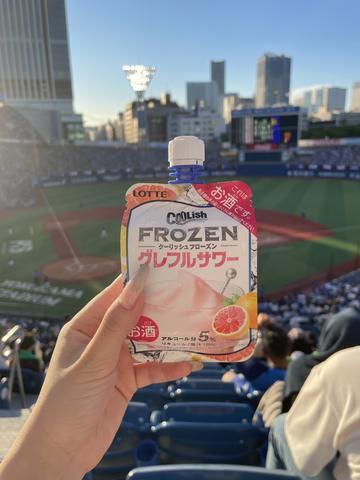 LOTTE
これは
お酒です。
COOLish
FROZEN
クーリッシュフローズン
グレフルサワー
お酒
アルコール分5%